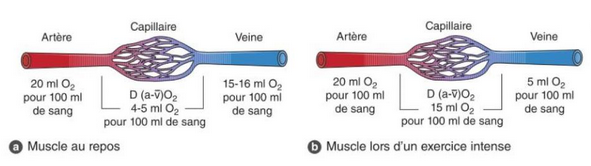 Capillaire
Artère
Veine
20 ml O₂
pour 100 ml
de sang
D (a-v̄)O₂
4-5 ml O₂
pour 100 ml de sang
15-16 ml O₂
pour 100 ml
de sang
a Muscle au repos
Capillaire
Artère
Veine
20 ml O₂
pour 100 ml
de sang
D (a-v̄)O₂
15 ml O₂
pour 100 ml de sang
5 ml O₂
pour 100 ml
de sang
b Muscle lors d'un exercice intense